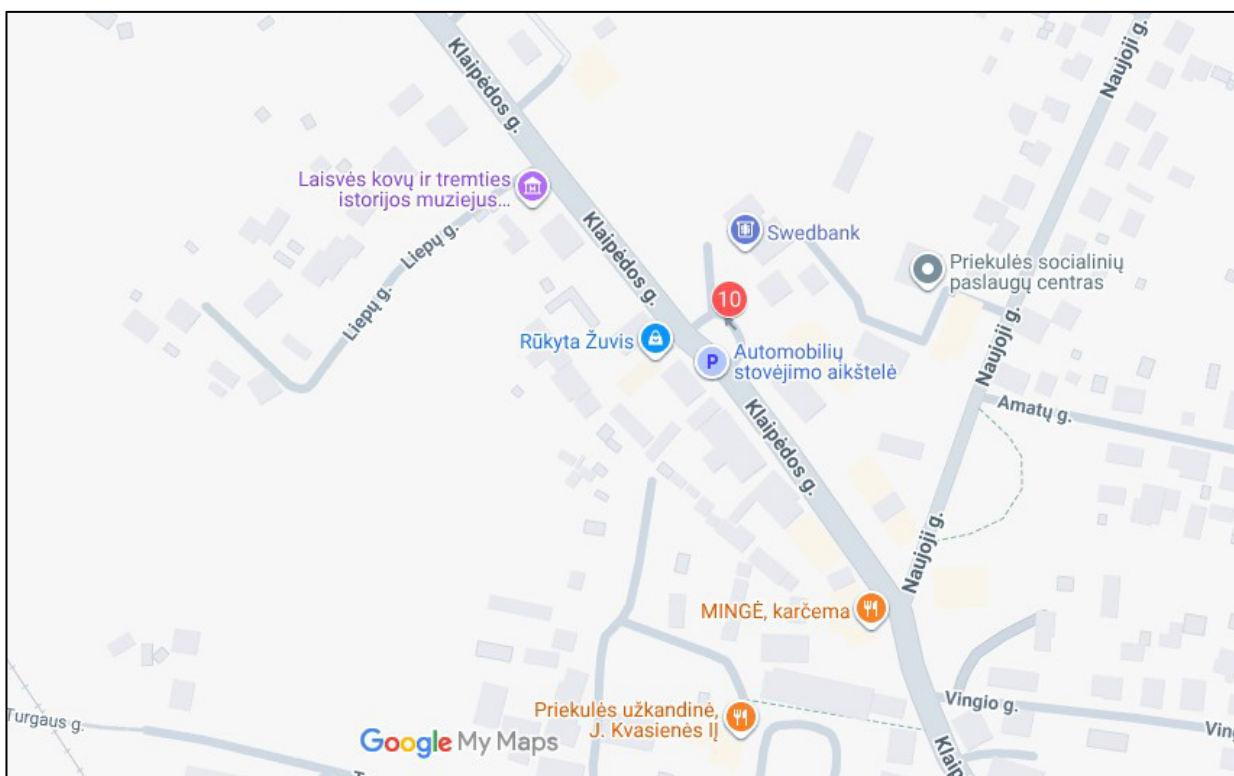 Klaipėdos g.
Naujoji g.
Laisvės kovų ir tremties
istorijos muziejus...
Liepų g.
Klaipėdos g.
Swedbank
Priekulės socialinių
paslaugų centras
Liepų g.
10
Rūkyta Žuvis
P
Automobilių
stovėjimo aikštelė
Naujoji g.
Amatų g.
Klaipėdos g.
Naujoji g.
MINGĖ, karčema
Vingio g.
Priekulės užkandinė,
J. Kvasienės IĮ
Turgaus g.
Google My Maps